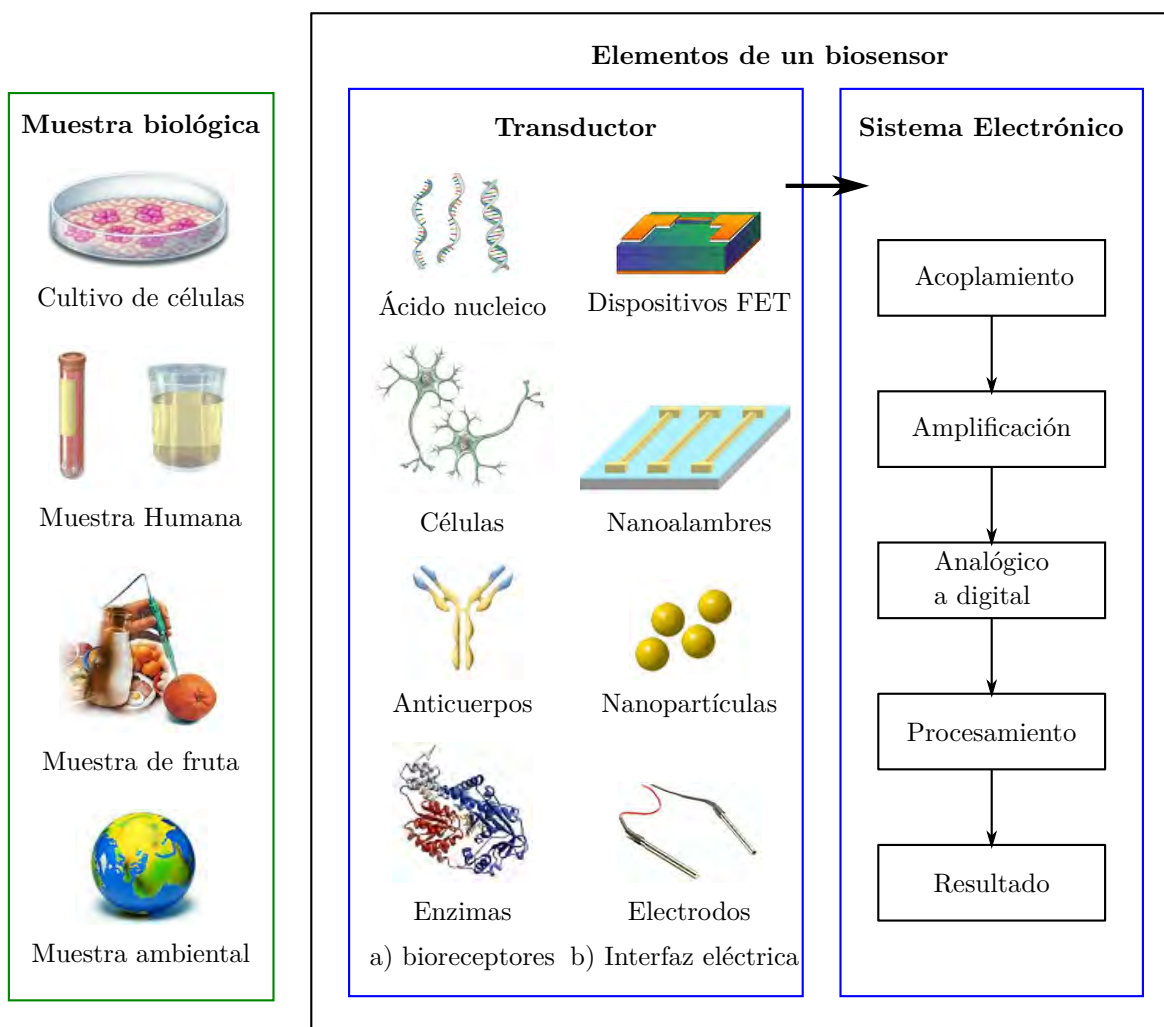 Elementos de un biosensor
Muestra biológica
Cultivo de células
Muestra Humana
Muestra de fruta
Muestra ambiental
Transductor
Ácido nucleico
Dispositivos FET
Células
Nanoalambres
Anticuerpos
Nanopartículas
Enzimas
Electrodos
a) bioreceptores
b) Interfaz eléctrica
Sistema Electrónico
Acoplamiento
Amplificación
Analógico
a digital
Procesamiento
Resultado